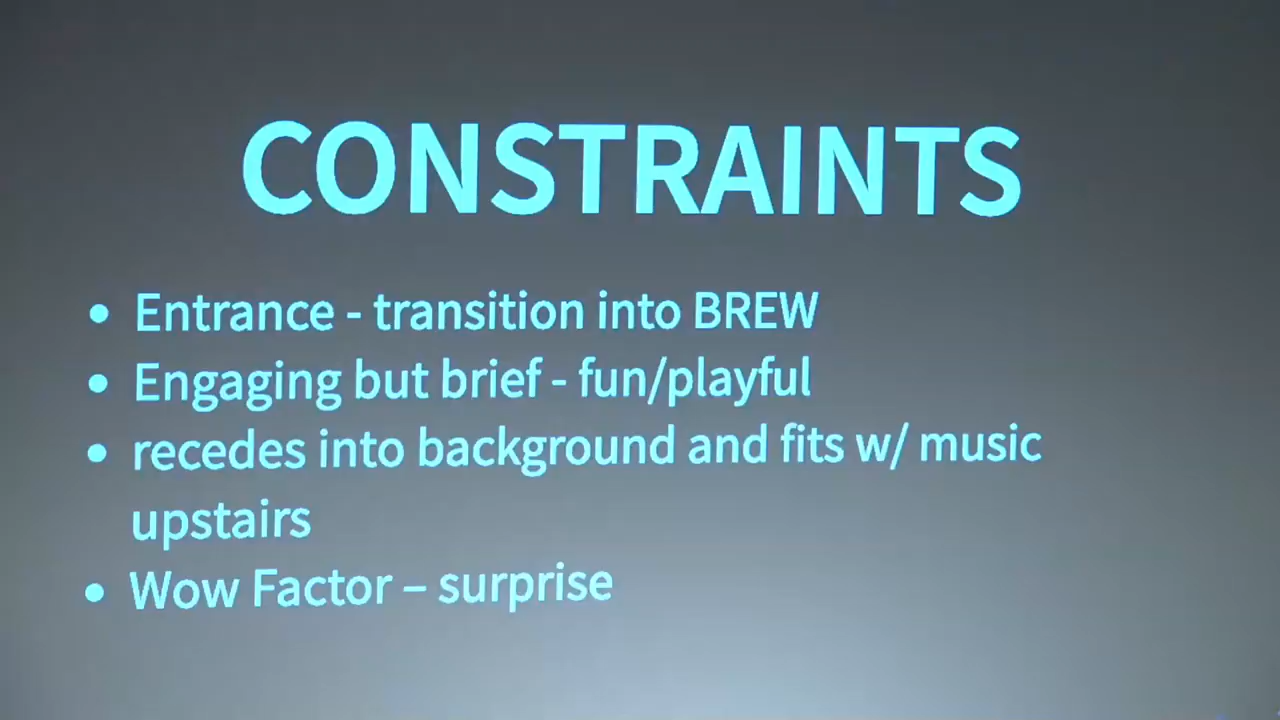 CONSTRAINTS
• Entrance - transition into BREW
• Engaging but brief - fun/playful
• recedes into background and fits w/ music
upstairs
• Wow Factor – surprise